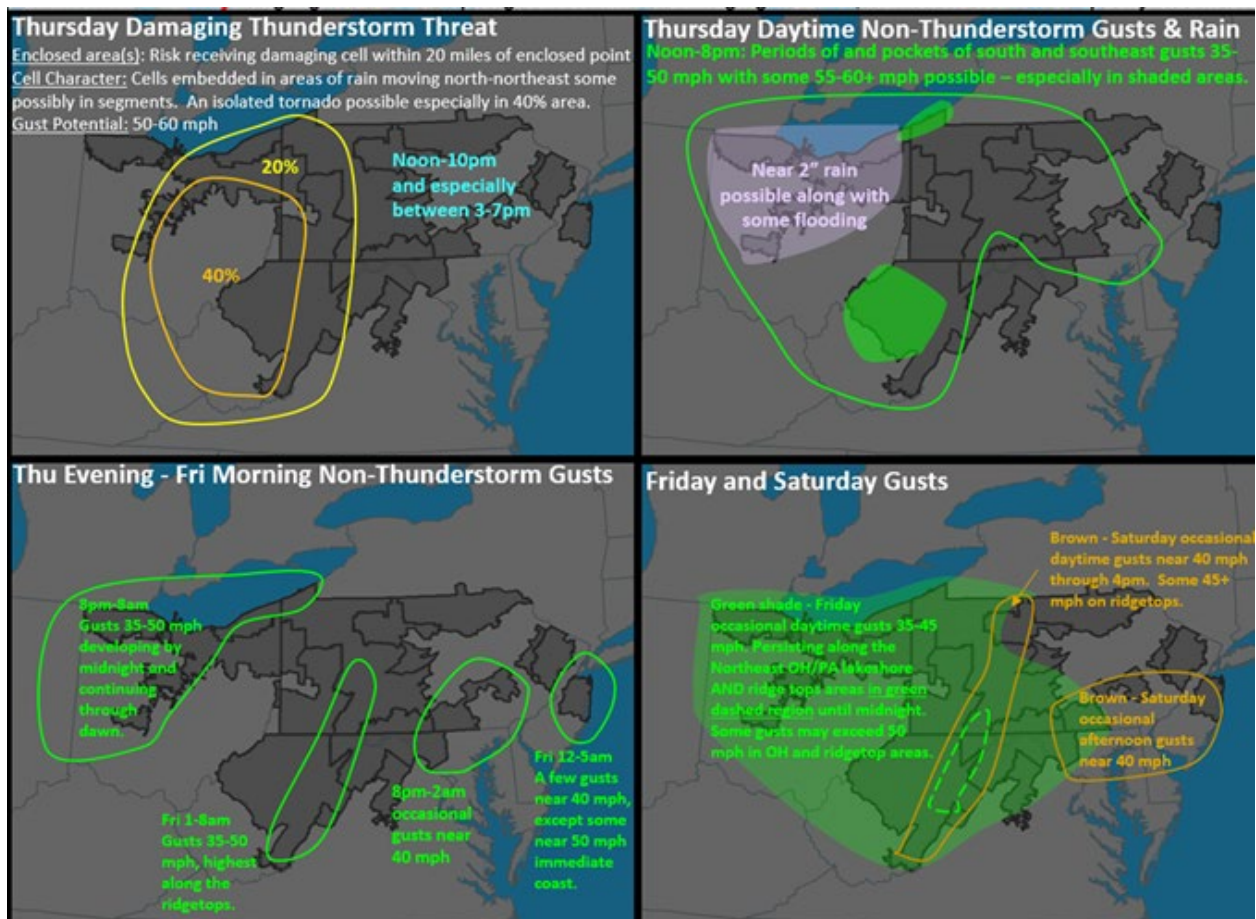 Thursday Damaging Thunderstorm Threat
Enclosed area(s): Risk receiving damaging cell within 20 miles of enclosed point
Cell Character: Cells embedded in areas of rain moving north-northeast some
possibly in segments. An isolated tornado possible especially in 40% area.
Gust Potential: 50-60 mph
20%
40%
Noon-10pm
and especially
between 3-7pm
Thursday Daytime Non-Thunderstorm Gusts & Rain
Noon-8pm: Periods of and pockets of south and southeast gusts 35-
50 mph with some 55-60+ mph possible – especially in shaded areas.
Near 2” rain
possible along with
some flooding
Thu Evening - Fri Morning Non-Thunderstorm Gusts
8pm-8am
Gusts 35-50 mph
developing by
midnight and
continuing
through
dawn.
Fri 1-8am
Gusts 35-50
mph, highest
along the
ridgetops.
8pm-2am
occasional
gusts near
40 mph
Fri 12-5am
A few gusts
near 40 mph,
except some
near 50 mph
immediate
coast.
Friday and Saturday Gusts
Brown - Saturday occasional
daytime gusts near 40 mph
through 4pm. Some 45+
mph on ridgetops.
Green shade - Friday
occasional daytime gusts 35-45
mph. Persisting along the
Northeast OH/PA lakeshore
AND ridge tops areas in green
dashed region until midnight.
Some gusts may exceed 50
mph in OH and ridgetop areas.
Brown - Saturday
occasional
afternoon gusts
near 40 mph